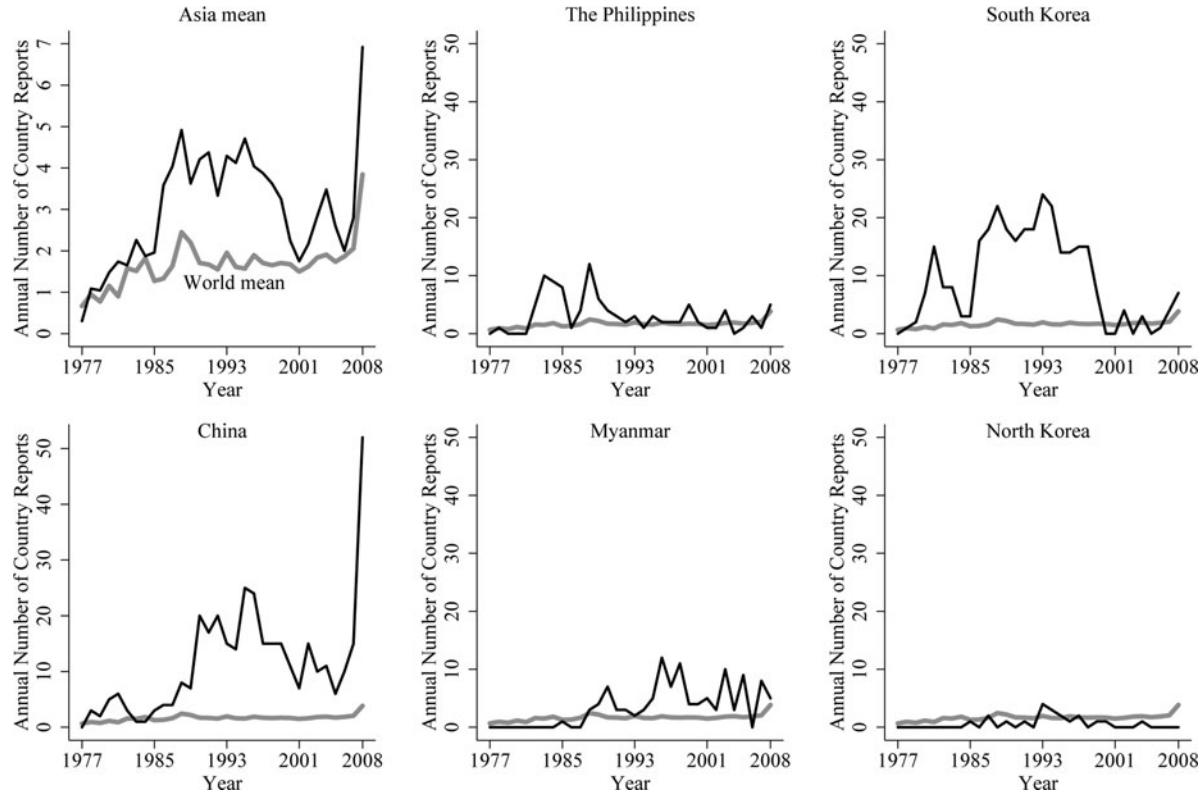 Asia mean
Annual Number of Country Reports
7
6
5
4
3
2
1
0
World mean
1977 1985 1993 2001 2008
Year
The Philippines
Annual Number of Country Reports
50
40
30
20
10
0
1977 1985 1993 2001 2008
Year
South Korea
Annual Number of Country Reports
50
40
30
20
10
0
1977 1985 1993 2001 2008
Year
China
Annual Number of Country Reports
50
40
30
20
10
0
1977 1985 1993 2001 2008
Year
Myanmar
Annual Number of Country Reports
50
40
30
20
10
0
1977 1985 1993 2001 2008
Year
North Korea
Annual Number of Country Reports
50
40
30
20
10
0
1977 1985 1993 2001 2008
Year